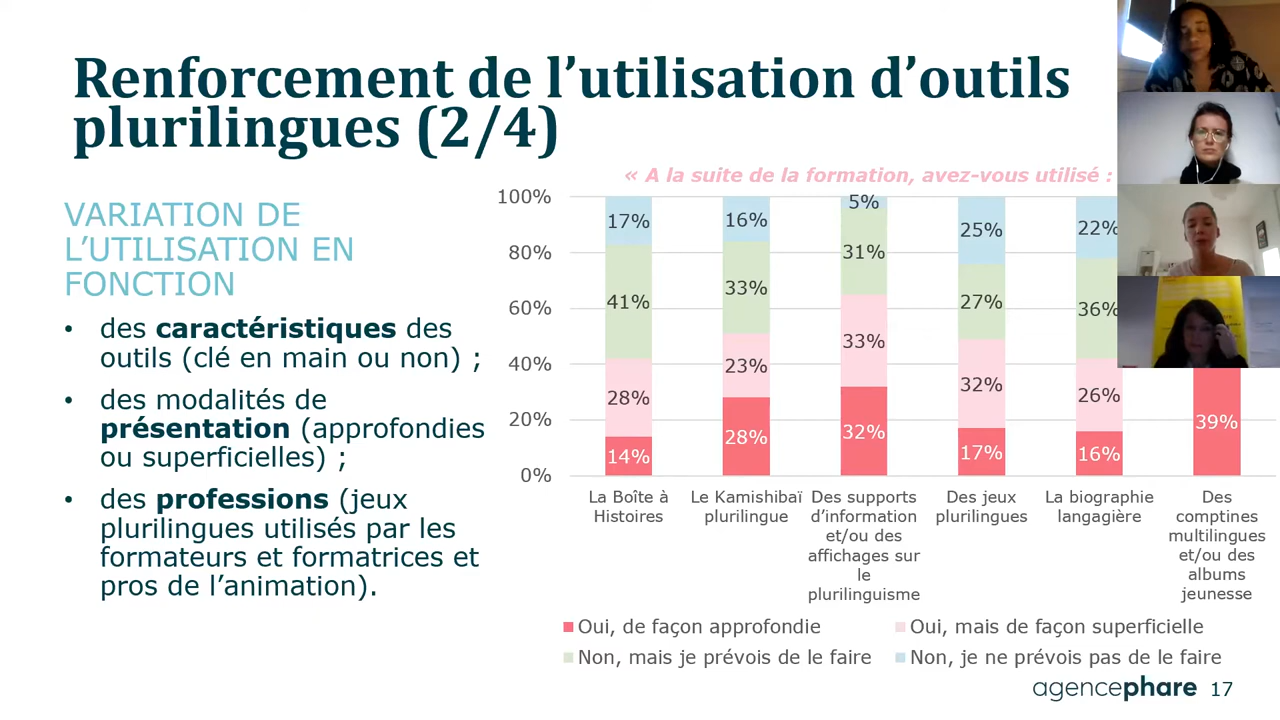 Renforcement de l’utilisation d’outils
plurilingues (2/4)
VARIATION DE
L’UTILISATION EN
FONCTION
• des caractéristiques des
outils (clé en main ou non) ;
• des modalités de
présentation (approfondies
ou superficielles) ;
• des professions (jeux
plurilingues utilisés par les
formateurs et formatrices et
pros de l’animation).
« A la suite de la formation, avez-vous utilisé :
100%
80%
60%
40%
20%
0%
17%
41%
28%
14%
16%
33%
23%
28%
5%
31%
33%
32%
25%
27%
32%
17%
22%
36%
26%
16%
39%
La Boîte à
Histoires
Le Kamishibaï
plurilingue
Des supports
d’information
et/ou des
affichages sur
le
plurilinguisme
Des jeux
plurilingues
La biographie
langagière
Des
comptines
multilingues
et/ou des
albums
jeunesse
Oui, de façon approfondie
Oui, mais de façon superficielle
Non, mais je prévois de le faire
Non, je ne prévois pas de le faire
agencephare 17